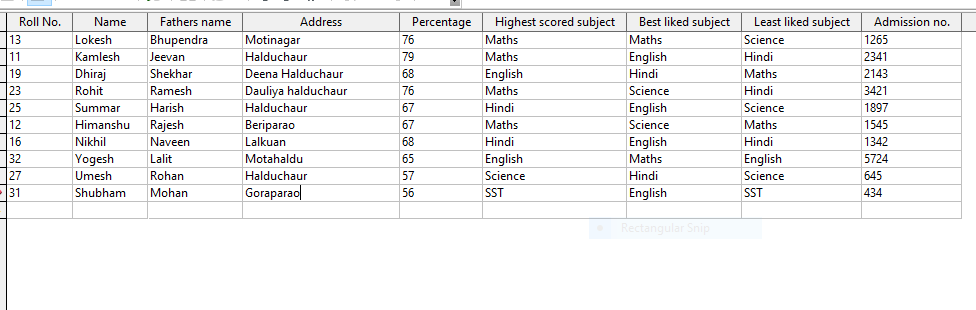 Roll No. Name Fathers name Address Percentage Highest scored subject Best liked subject Least liked subject Admission no.
13 Lokesh Bhupendra Motinagar 76 Maths Maths Science 1265
11 Kamlesh Jeevan Halduchaur 79 Maths English Hindi 2341
19 Dhiraj Shekhar Deena Halduchaur 68 English Hindi Maths 2143
23 Rohit Ramesh Dauliya halduchaur 76 Maths Science Hindi 3421
25 Summar Harish Halduchaur 67 Hindi English Science 1897
12 Himanshu Rajesh Beriparao 67 Maths Science Maths 1545
16 Nikhil Naveen Lalkuan 68 Hindi English Hindi 1342
32 Yogesh Lalit Motahaldu 65 English Maths English 5724
27 Umesh Rohan Halduchaur 57 Science Hindi Science 645
31 Shubham Mohan Goraparao 56 SST English SST 434
Rectangular Snip